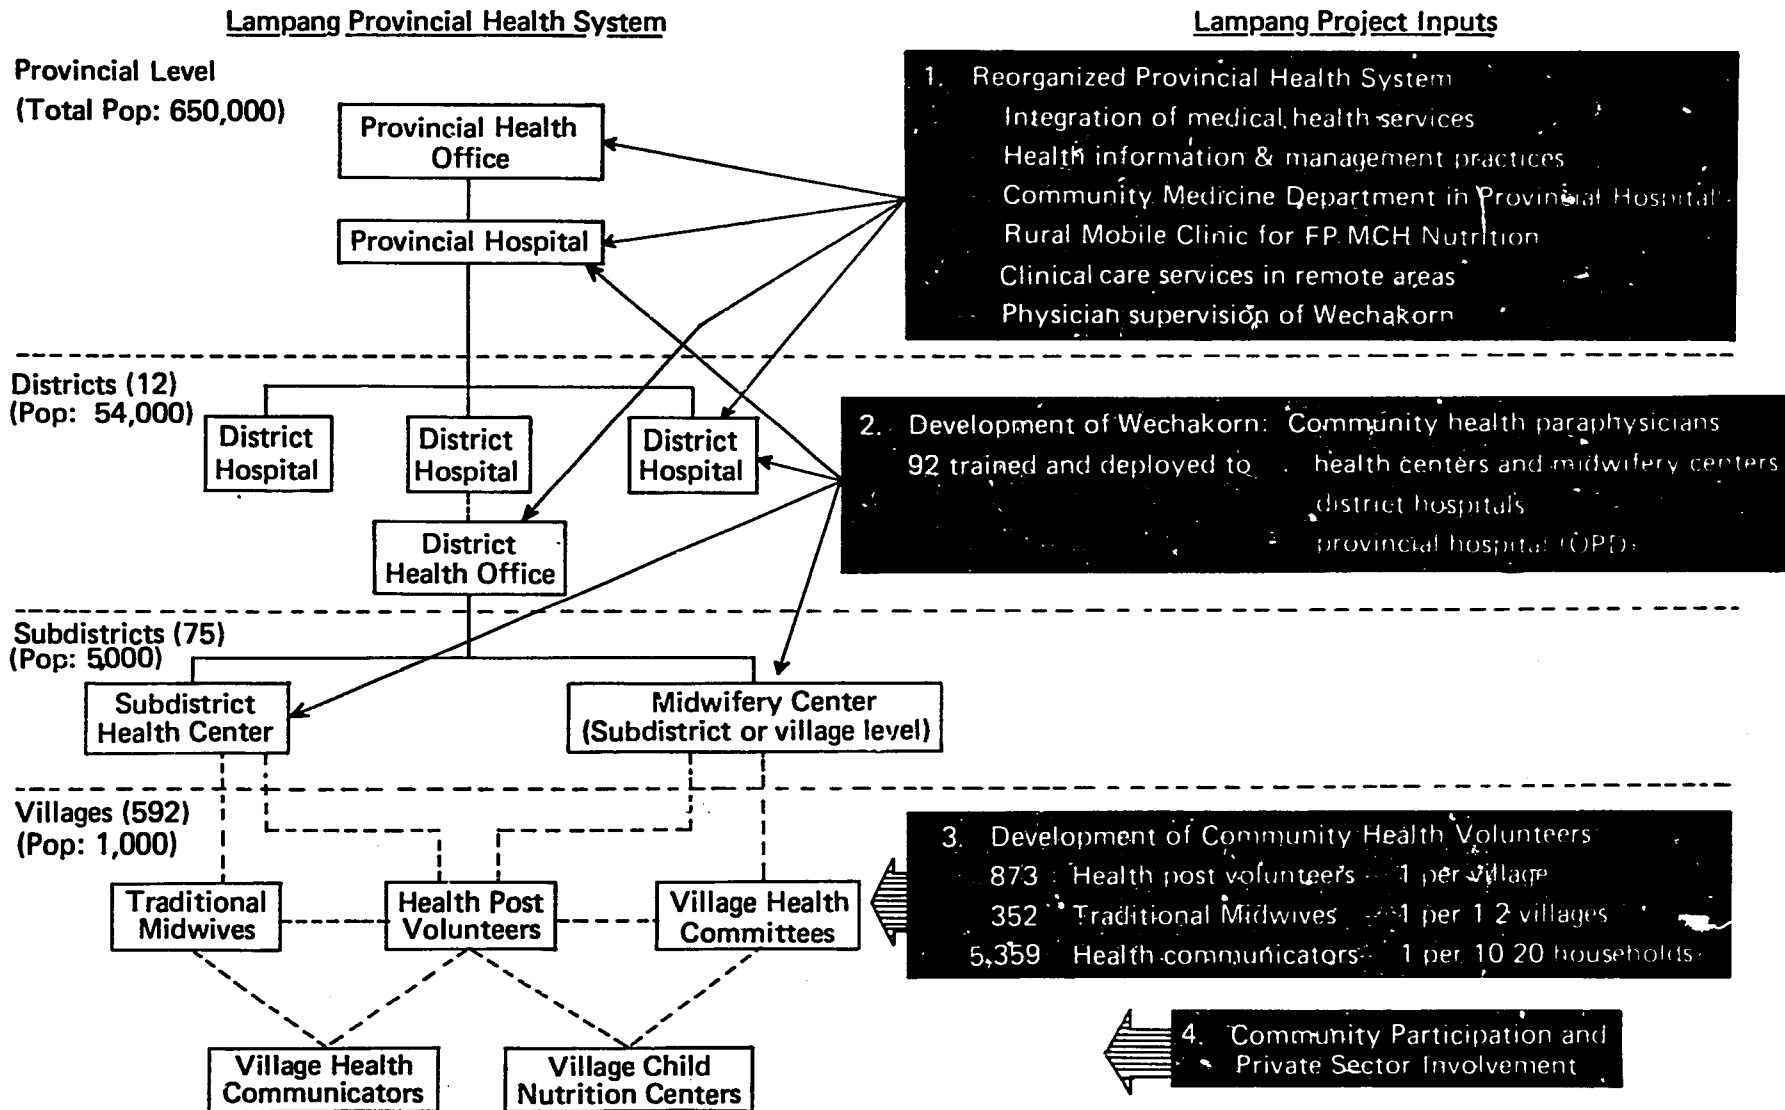 Lampang Provincial Health System
Lampang Project Inputs
Provincial Level
(Total Pop: 650,000)
Provincial Health
Office
Provincial Hospital
1. Reorganized Provincial Health System
Integration of medical health services
Health information & management practices
Community Medicine Department in Provincial Hospital
Rural Mobile Clinic for FP MCH Nutrition
Clinical care services in remote areas
Physician supervision of Wechakorn
Districts (12)
(Pop: 54,000)
District
Hospital
District
Hospital
District
Hospital
District
Health Office
2. Development of Wechakorn: Community health paraphysicians
92 trained and deployed to health centers and midwifery centers
district hospitals
provincial hospital (OPD)
Subdistricts (75)
(Pop: 5,000)
Subdistrict
Health Center
Midwifery Center
(Subdistrict or village level)
Villages (592)
(Pop: 1,000)
Traditional
Midwives
Health Post
Volunteers
Village Health
Committees
Village Health
Communicators
Village Child
Nutrition Centers
3. Development of Community Health Volunteers
873 Health post volunteers - 1 per village
352 Traditional Midwives - 1 per 1 2 villages
5,359 Health communicators - 1 per 10 20 households
4. Community Participation and
Private Sector Involvement